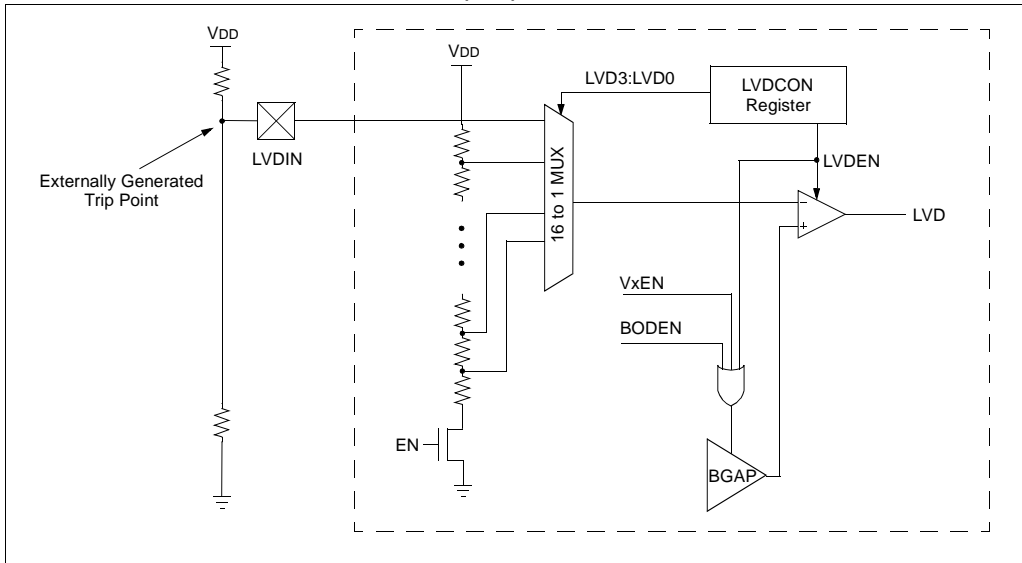 VDD
VDD
LVD3:LVD0
LVDCON
Register
LVDIN
Externally Generated
Trip Point
16 to 1 MUX
LVDEN
LVD
VxEN
BODEN
EN
BGAP